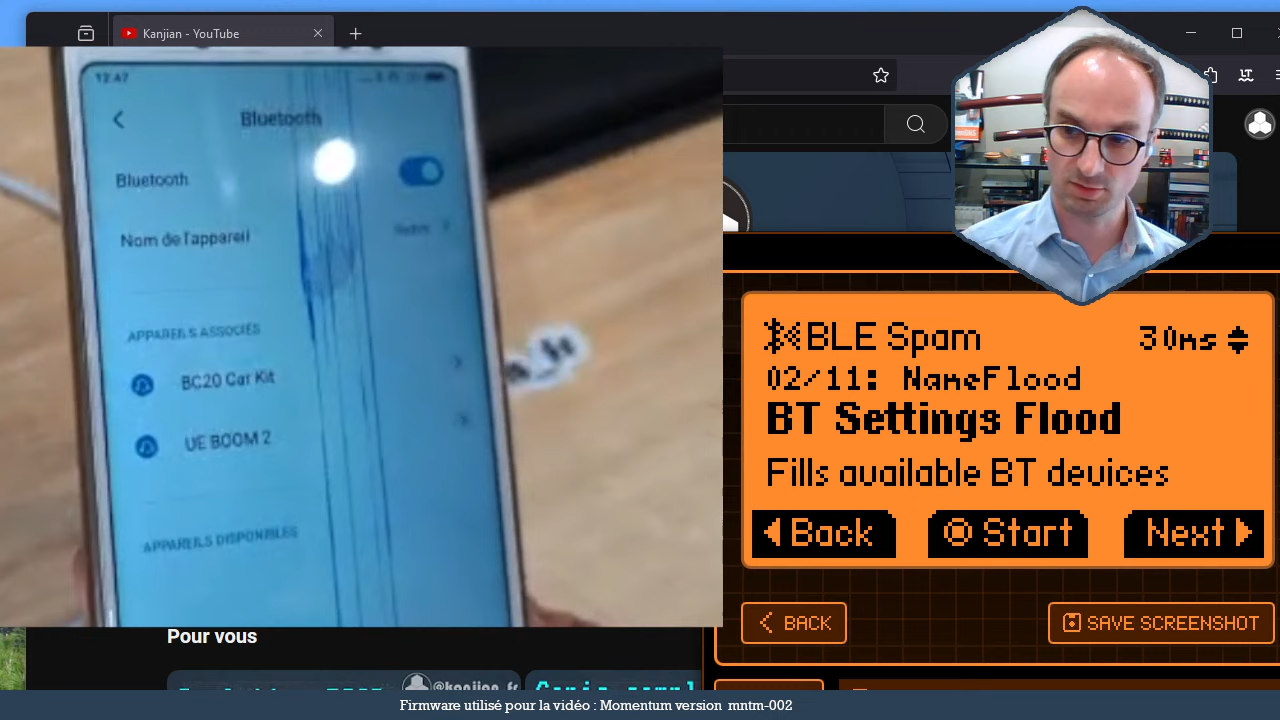 Kanjian - YouTube
12:47
Bluetooth
Bluetooth
Nom de l'appareil
APPAREILS ASSOCIÉS
BC20 Car Kit
UE BOOM 2
APPAREILS DISPONIBLES
BLE Spam
30ms
02/11: NameFlood
BT Settings Flood
Fills available BT devices
Back
Start
Next
BACK
SAVE SCREENSHOT
Pour vous
@kanjian_fr
Firmware utilisé pour la vidéo : Momentum version mntm-002